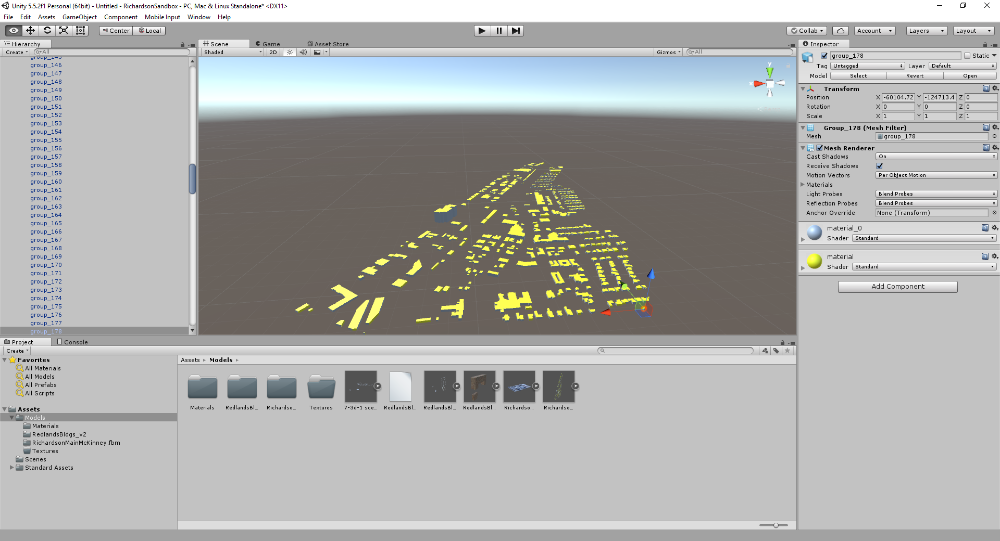 Unity 5.5.2f1 Personal (64bit) - Untitled - RichardsonSandbox - PC, Mac & Linux Standalone* <DX11>
File Edit Assets GameObject Component Mobile Input Window Help
Center Local
Collab Account Layers Layout
Hierarchy
Create All
group_145
group_146
group_147
group_148
group_149
group_150
group_151
group_152
group_153
group_154
group_155
group_156
group_157
group_158
group_159
group_160
group_161
group_162
group_163
group_164
group_165
group_166
group_167
group_168
group_169
group_170
group_171
group_172
group_173
group_174
group_175
group_176
group_177
group_178
Scene Game Asset Store
Shaded 2D Gizmos All
y
x
Inspector
group_178 Static
Tag Untagged Layer Default
Model Select Revert Open
Transform
Position X -60104.72 Y -124713.4 Z 0
Rotation X 0 Y 0 Z 0
Scale X 1 Y 1 Z 1
Group_178 (Mesh Filter)
Mesh group_178
Mesh Renderer
Cast Shadows On
Receive Shadows
Motion Vectors Per Object Motion
Materials
Light Probes Blend Probes
Reflection Probes Blend Probes
Anchor Override None (Transform)
material_0
Shader Standard
material
Shader Standard
Add Component
Project Console
Create
Favorites
All Materials
All Models
All Prefabs
All Scripts
Assets
Models
Materials
RedlandsBldgs_v2
RichardsonMainMcKinney.fbm
Textures
Scenes
Standard Assets
Assets Models
Materials RedlandsBl... Richardso... Textures 7-3d-1 sce... RedlandsBl... RedlandsBl... RedlandsBl... Richardso... Richardso...